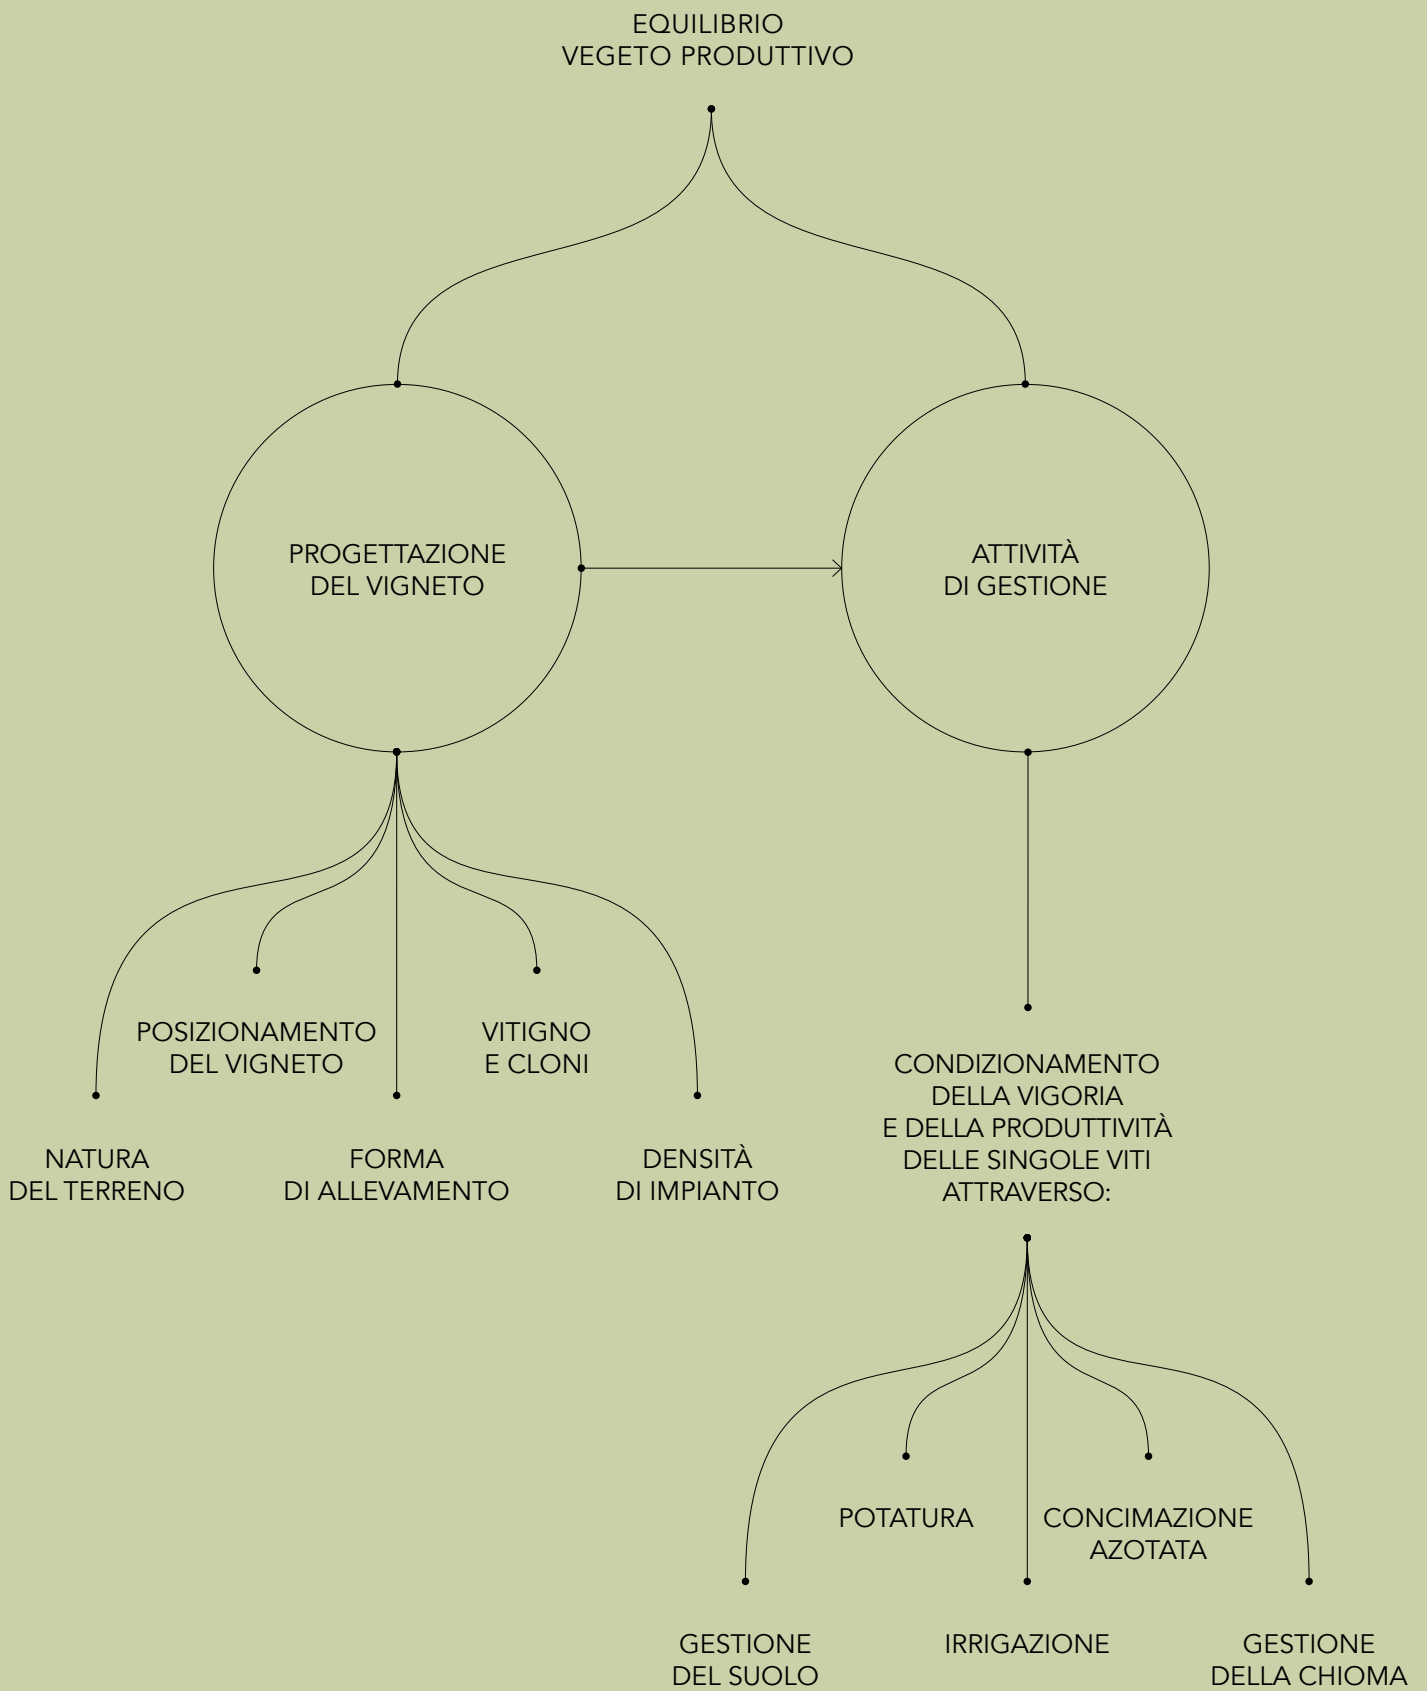 EQUILIBRIO
VEGETO PRODUTTIVO
PROGETTAZIONE
DEL VIGNETO
ATTIVITÀ
DI GESTIONE
POSIZIONAMENTO
DEL VIGNETO
VITIGNO
E CLONI
NATURA
DEL TERRENO
FORMA
DI ALLEVAMENTO
DENSITÀ
DI IMPIANTO
CONDIZIONAMENTO
DELLA VIGORIA
E DELLA PRODUTTIVITÀ
DELLE SINGOLE VITI
ATTRAVERSO:
POTATURA
CONCIMAZIONE
AZOTATA
GESTIONE
DEL SUOLO
IRRIGAZIONE
GESTIONE
DELLA CHIOMA